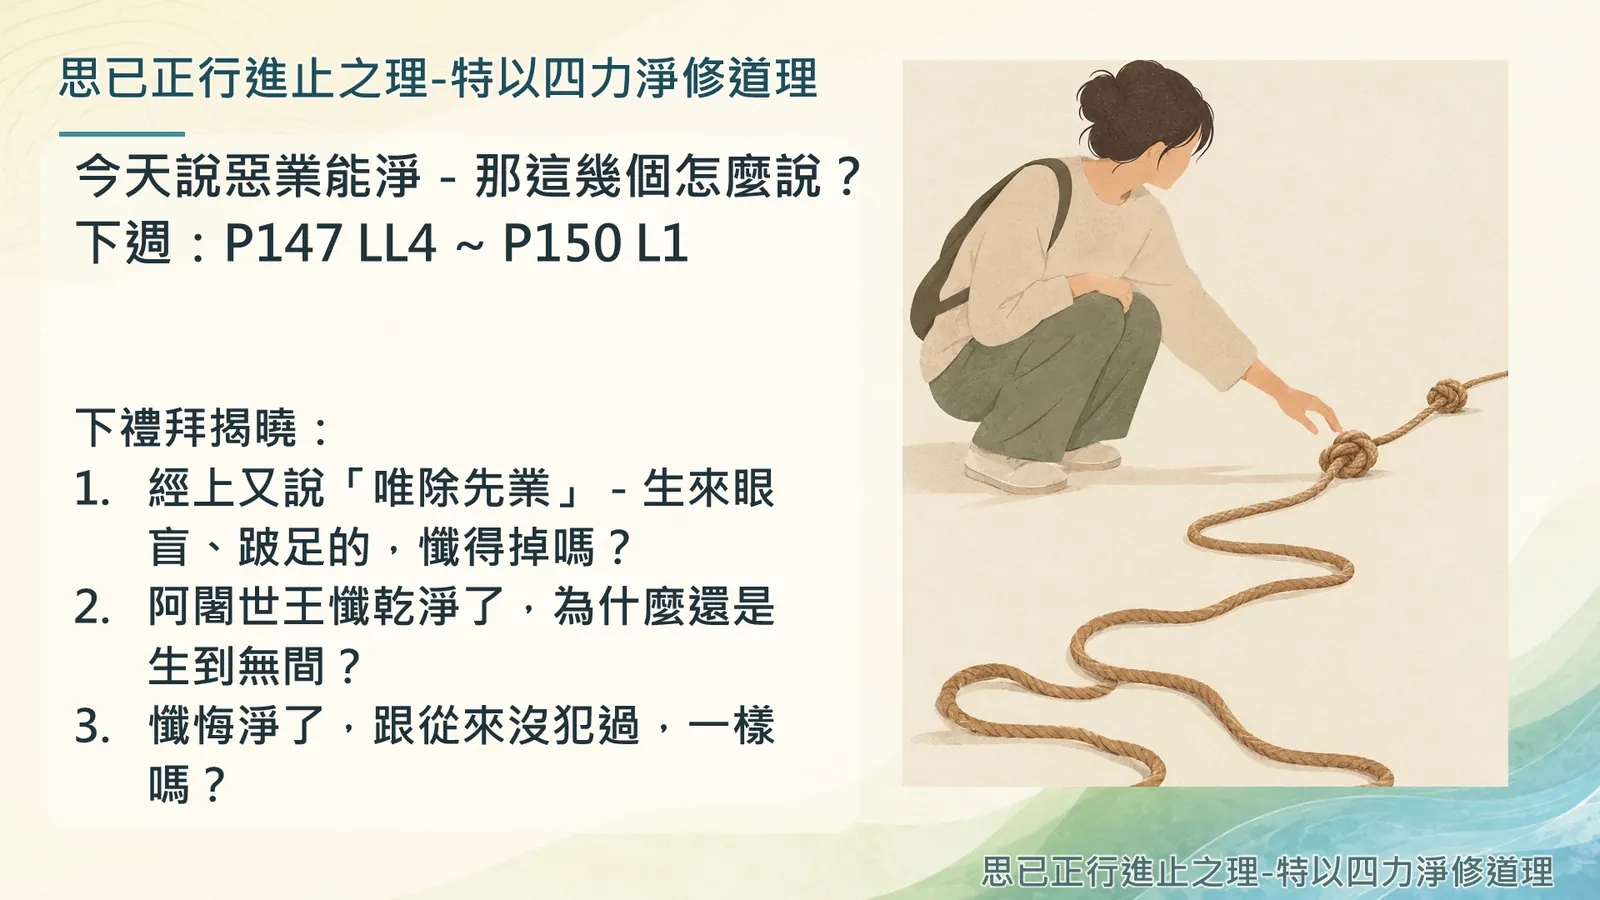 思已正行進止之理-特以四力淨修道理
今天說惡業能淨 - 那這幾個怎麼說？
下週：P147 LL4 ~ P150 L1
下禮拜揭曉：
1. 經上又說「唯除先業」 - 生來眼
盲、跛足的，懺得掉嗎？
2. 阿闍世王懺乾淨了，為什麼還是
生到無間？
3. 懺悔淨了，跟從來沒犯過，一樣
嗎？
思已正行進止之理-特以四力淨修道理